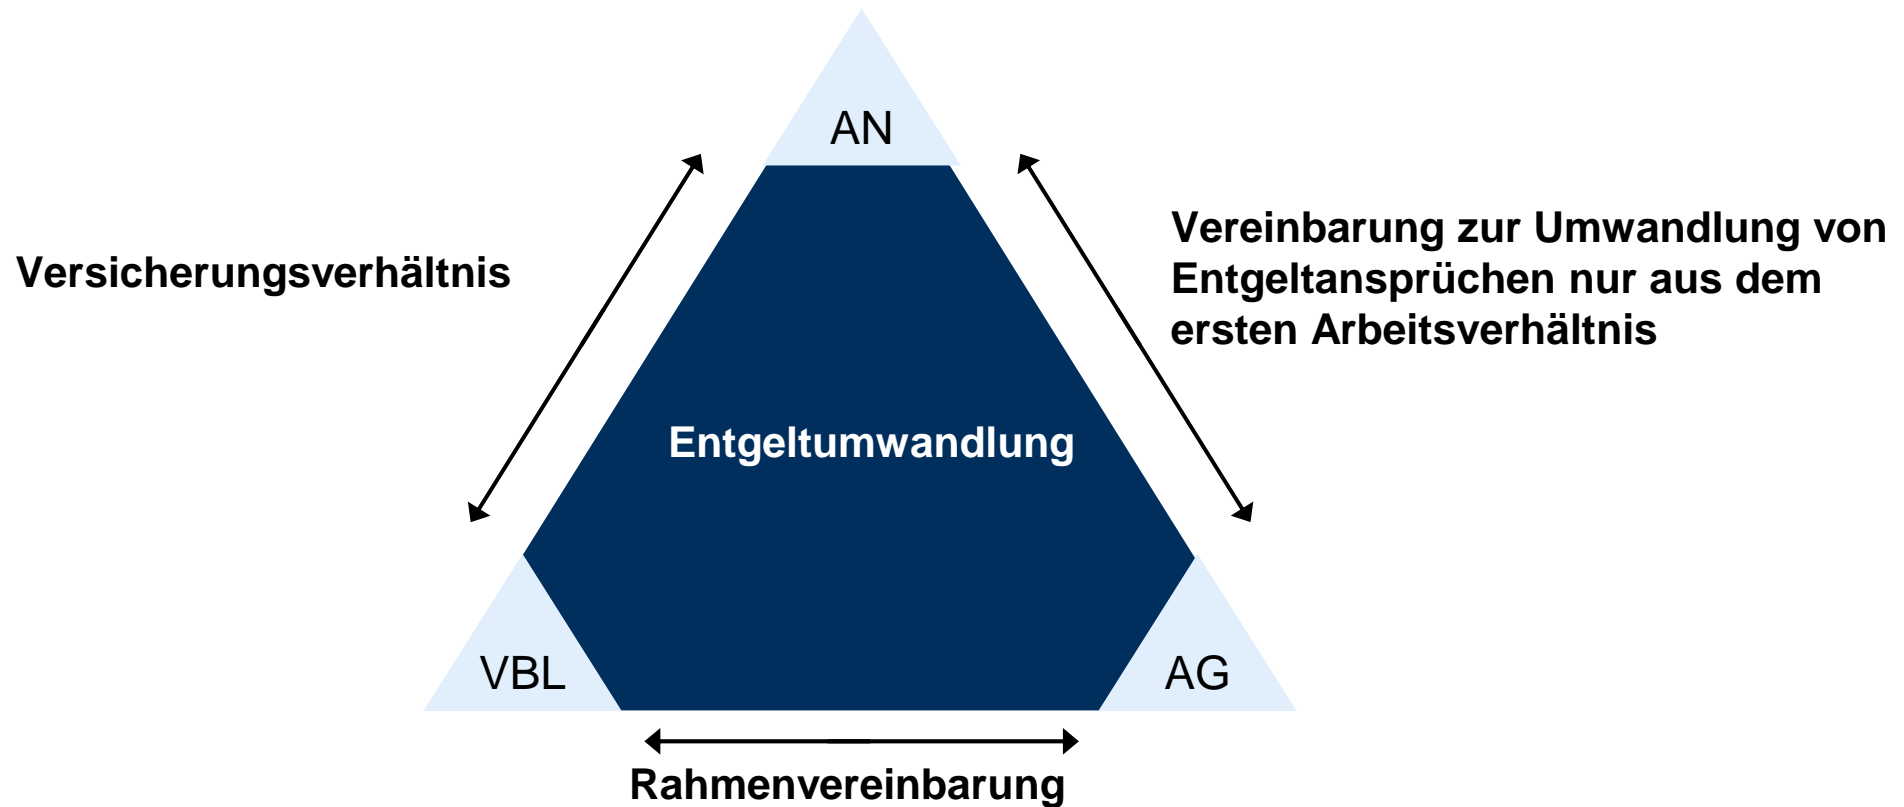 AN
Vereinbarung zur Umwandlung von
Entgeltansprüchen nur aus dem
ersten Arbeitsverhältnis
Versicherungsverhältnis
Entgeltumwandlung
VBL
AG
Rahmenvereinbarung